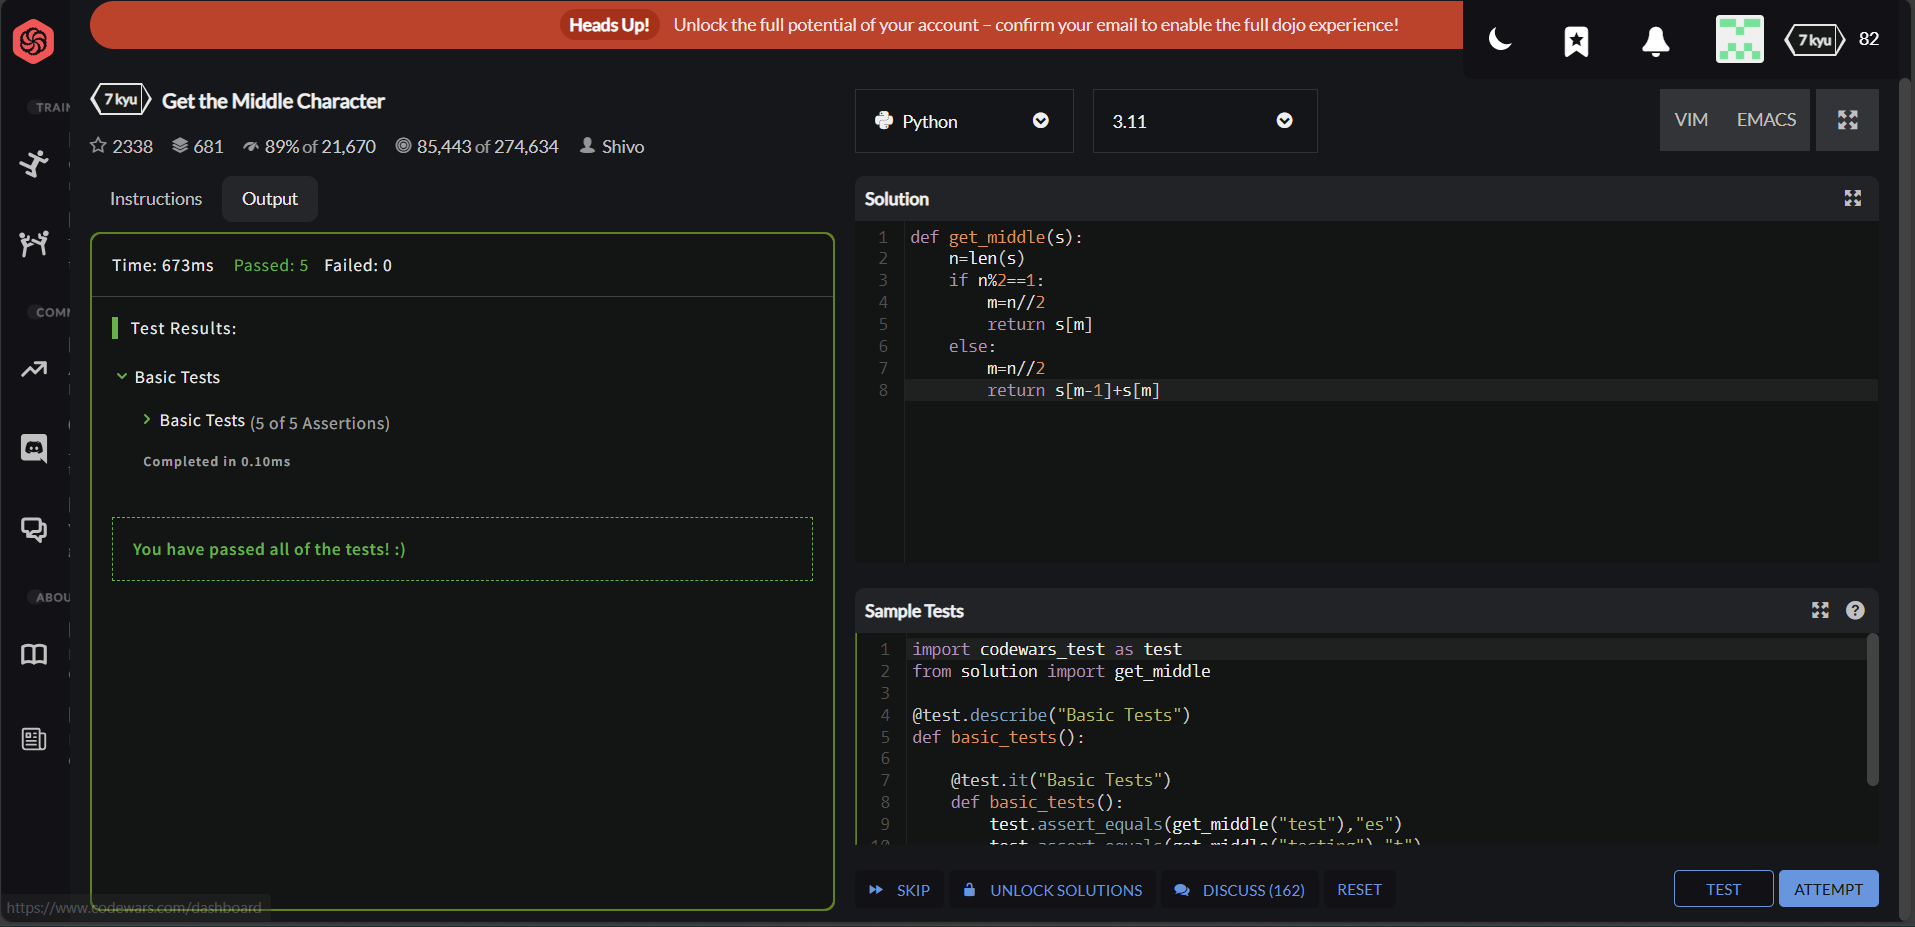 Heads Up! Unlock the full potential of your account – confirm your email to enable the full dojo experience!
7 kyu 82
TRAIN
COMM
ABOU
7 kyu Get the Middle Character
2338 681 89% of 21,670 85,443 of 274,634 Shivo
Instructions Output
Time: 673ms Passed: 5 Failed: 0
Test Results:
Basic Tests
Basic Tests (5 of 5 Assertions)
Completed in 0.10ms
You have passed all of the tests! :)
https://www.codewars.com/dashboard
Python 3.11 VIM EMACS
Solution
1 def get_middle(s):
2     n=len(s)
3     if n%2==1:
4         m=n//2
5         return s[m]
6     else:
7         m=n//2
8         return s[m-1]+s[m]
Sample Tests
1 import codewars_test as test
2 from solution import get_middle
3
4 @test.describe("Basic Tests")
5 def basic_tests():
6
7     @test.it("Basic Tests")
8     def basic_tests():
9         test.assert_equals(get_middle("test"),"es")
10         test.assert_equals(get_middle("testing"),"t")
SKIP UNLOCK SOLUTIONS DISCUSS (162) RESET TEST ATTEMPT